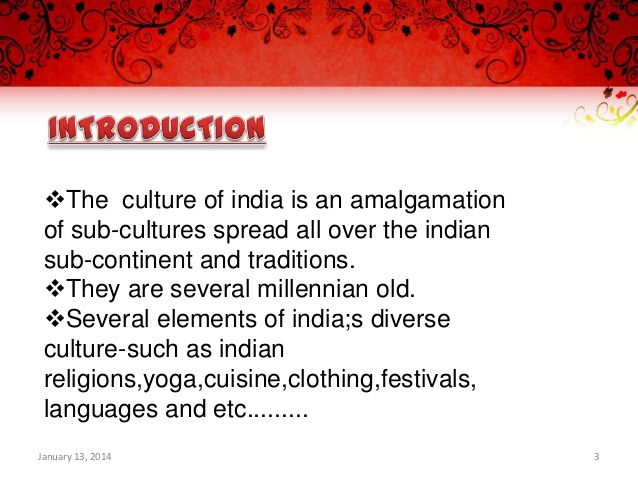 INTRODUCTION
❖The  culture of india is an amalgamation
of sub-cultures spread all over the indian
sub-continent and traditions.
❖They are several millennian old.
❖Several elements of india;s diverse
culture-such as indian
religions,yoga,cuisine,clothing,festivals,
languages and etc.........
January 13, 2014
3